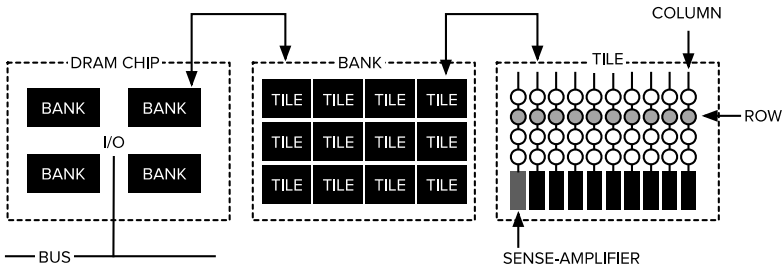 COLUMN
DRAM CHIP
BANK
TILE
BANK BANK
TILE TILE TILE TILE
ROW
I/O
TILE TILE TILE TILE
BANK BANK
TILE TILE TILE TILE
BUS
SENSE-AMPLIFIER